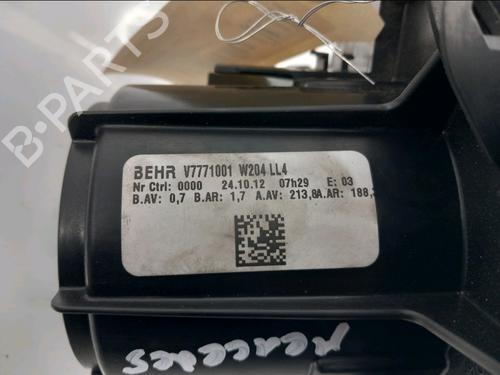 B-PARTS
BEHR V7771001 W204 LL4
Nr Ctrl: 0000 24.10.12 07h29 E: 03
B.AV: 0,7 B.AR: 1,7 A.AV: 213,8A.AR: 188,
MERCEDES